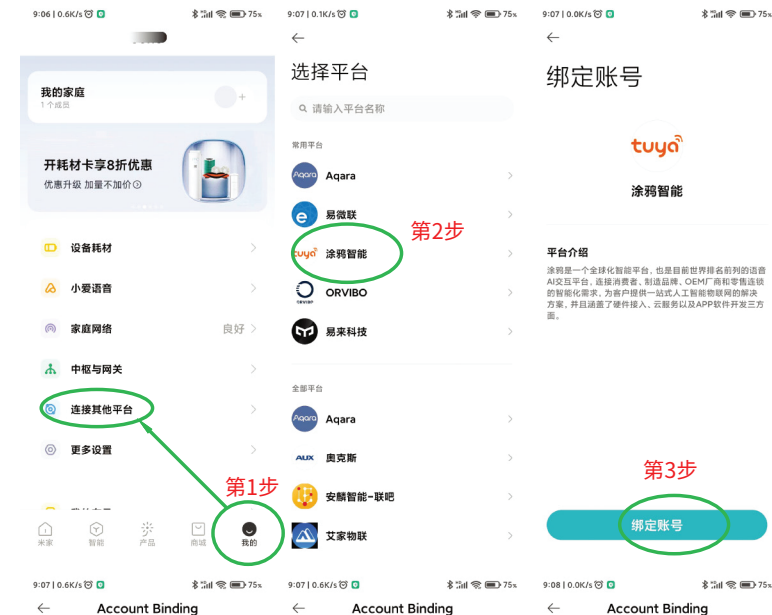 9:06 | 0.6K/s
75%
我的家庭
1个成员
开耗材卡享8折优惠
优惠升级 加量不加价
设备耗材
小爱语音
家庭网络
良好
中枢与网关
连接其他平台
更多设置
第1步
米家
智能
产品
商城
我的
9:07 | 0.1K/s
75%
选择平台
请输入平台名称
常用平台
Aqara
Aqara
易微联
第2步
tuya
涂鸦智能
ORVIBO
ORVIBO
易来科技
全部平台
Aqara
Aqara
AUX
奥克斯
安麟智能-联吧
艾家物联
9:07 | 0.0K/s
75%
绑定账号
tuya
涂鸦智能
平台介绍
涂鸦是一个全球化智能平台，也是目前世界排名前列的语音
AI交互平台，连接消费者、制造品牌、OEM厂商和零售连锁
的智能化需求，为客户提供一站式人工智能物联网的解决
方案，并且涵盖了硬件接入、云服务以及APP软件开发三方
面。
第3步
绑定账号
9:07 | 0.6K/s
75%
Account Binding
9:07 | 0.6K/s
75%
Account Binding
9:08 | 0.0K/s
75%
Account Binding